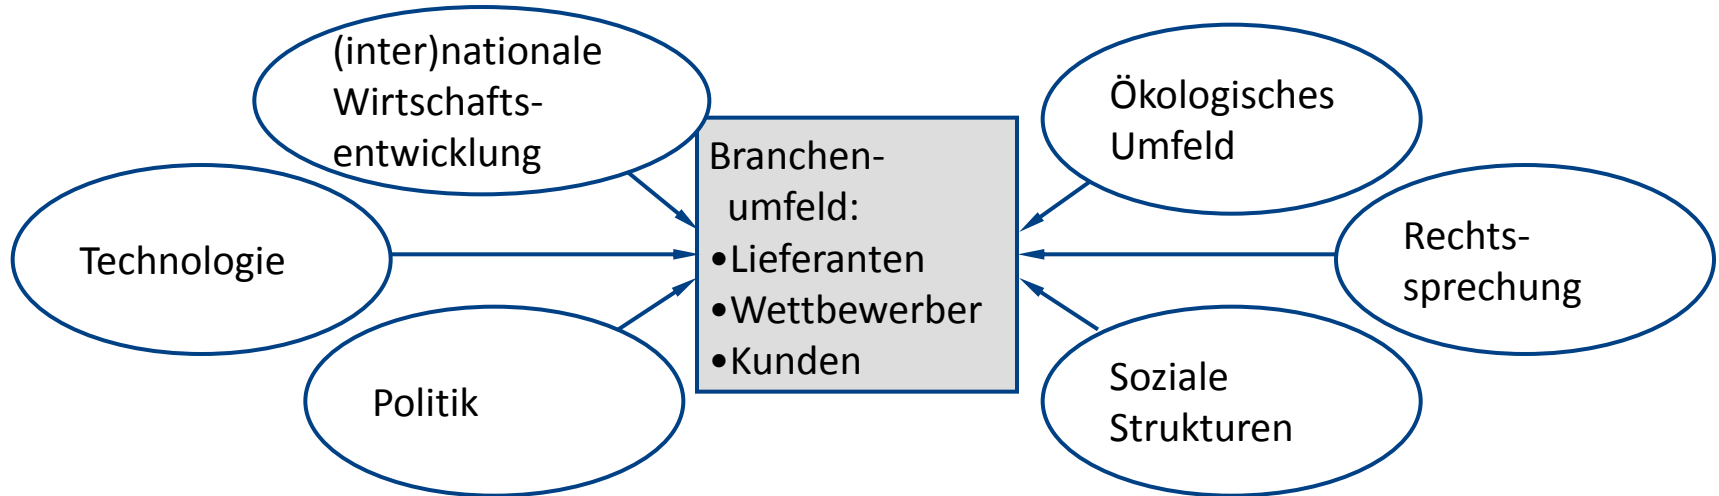 (inter)nationale
Wirtschafts-
entwicklung
Technologie
Politik
Branchen-
umfeld:
•Lieferanten
•Wettbewerber
•Kunden
Ökologisches
Umfeld
Rechts-
sprechung
Soziale
Strukturen